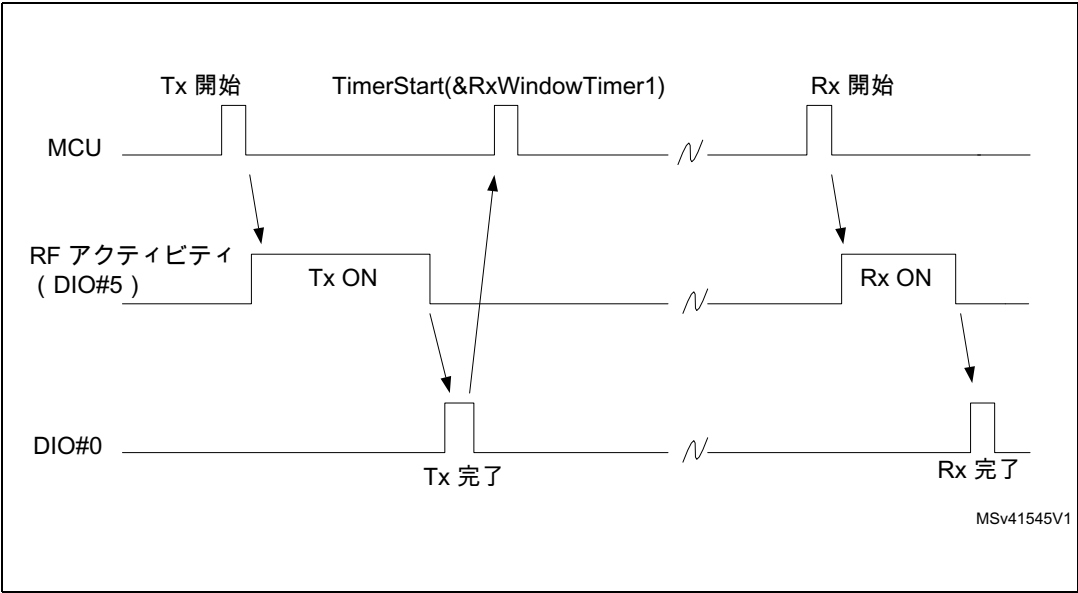 Tx 開始
TimerStart(&RxWindowTimer1)
Rx 開始
MCU
RF アクティビティ
( DIO#5 )
Tx ON
Rx ON
DIO#0
Tx 完了
Rx 完了
MSv41545V1